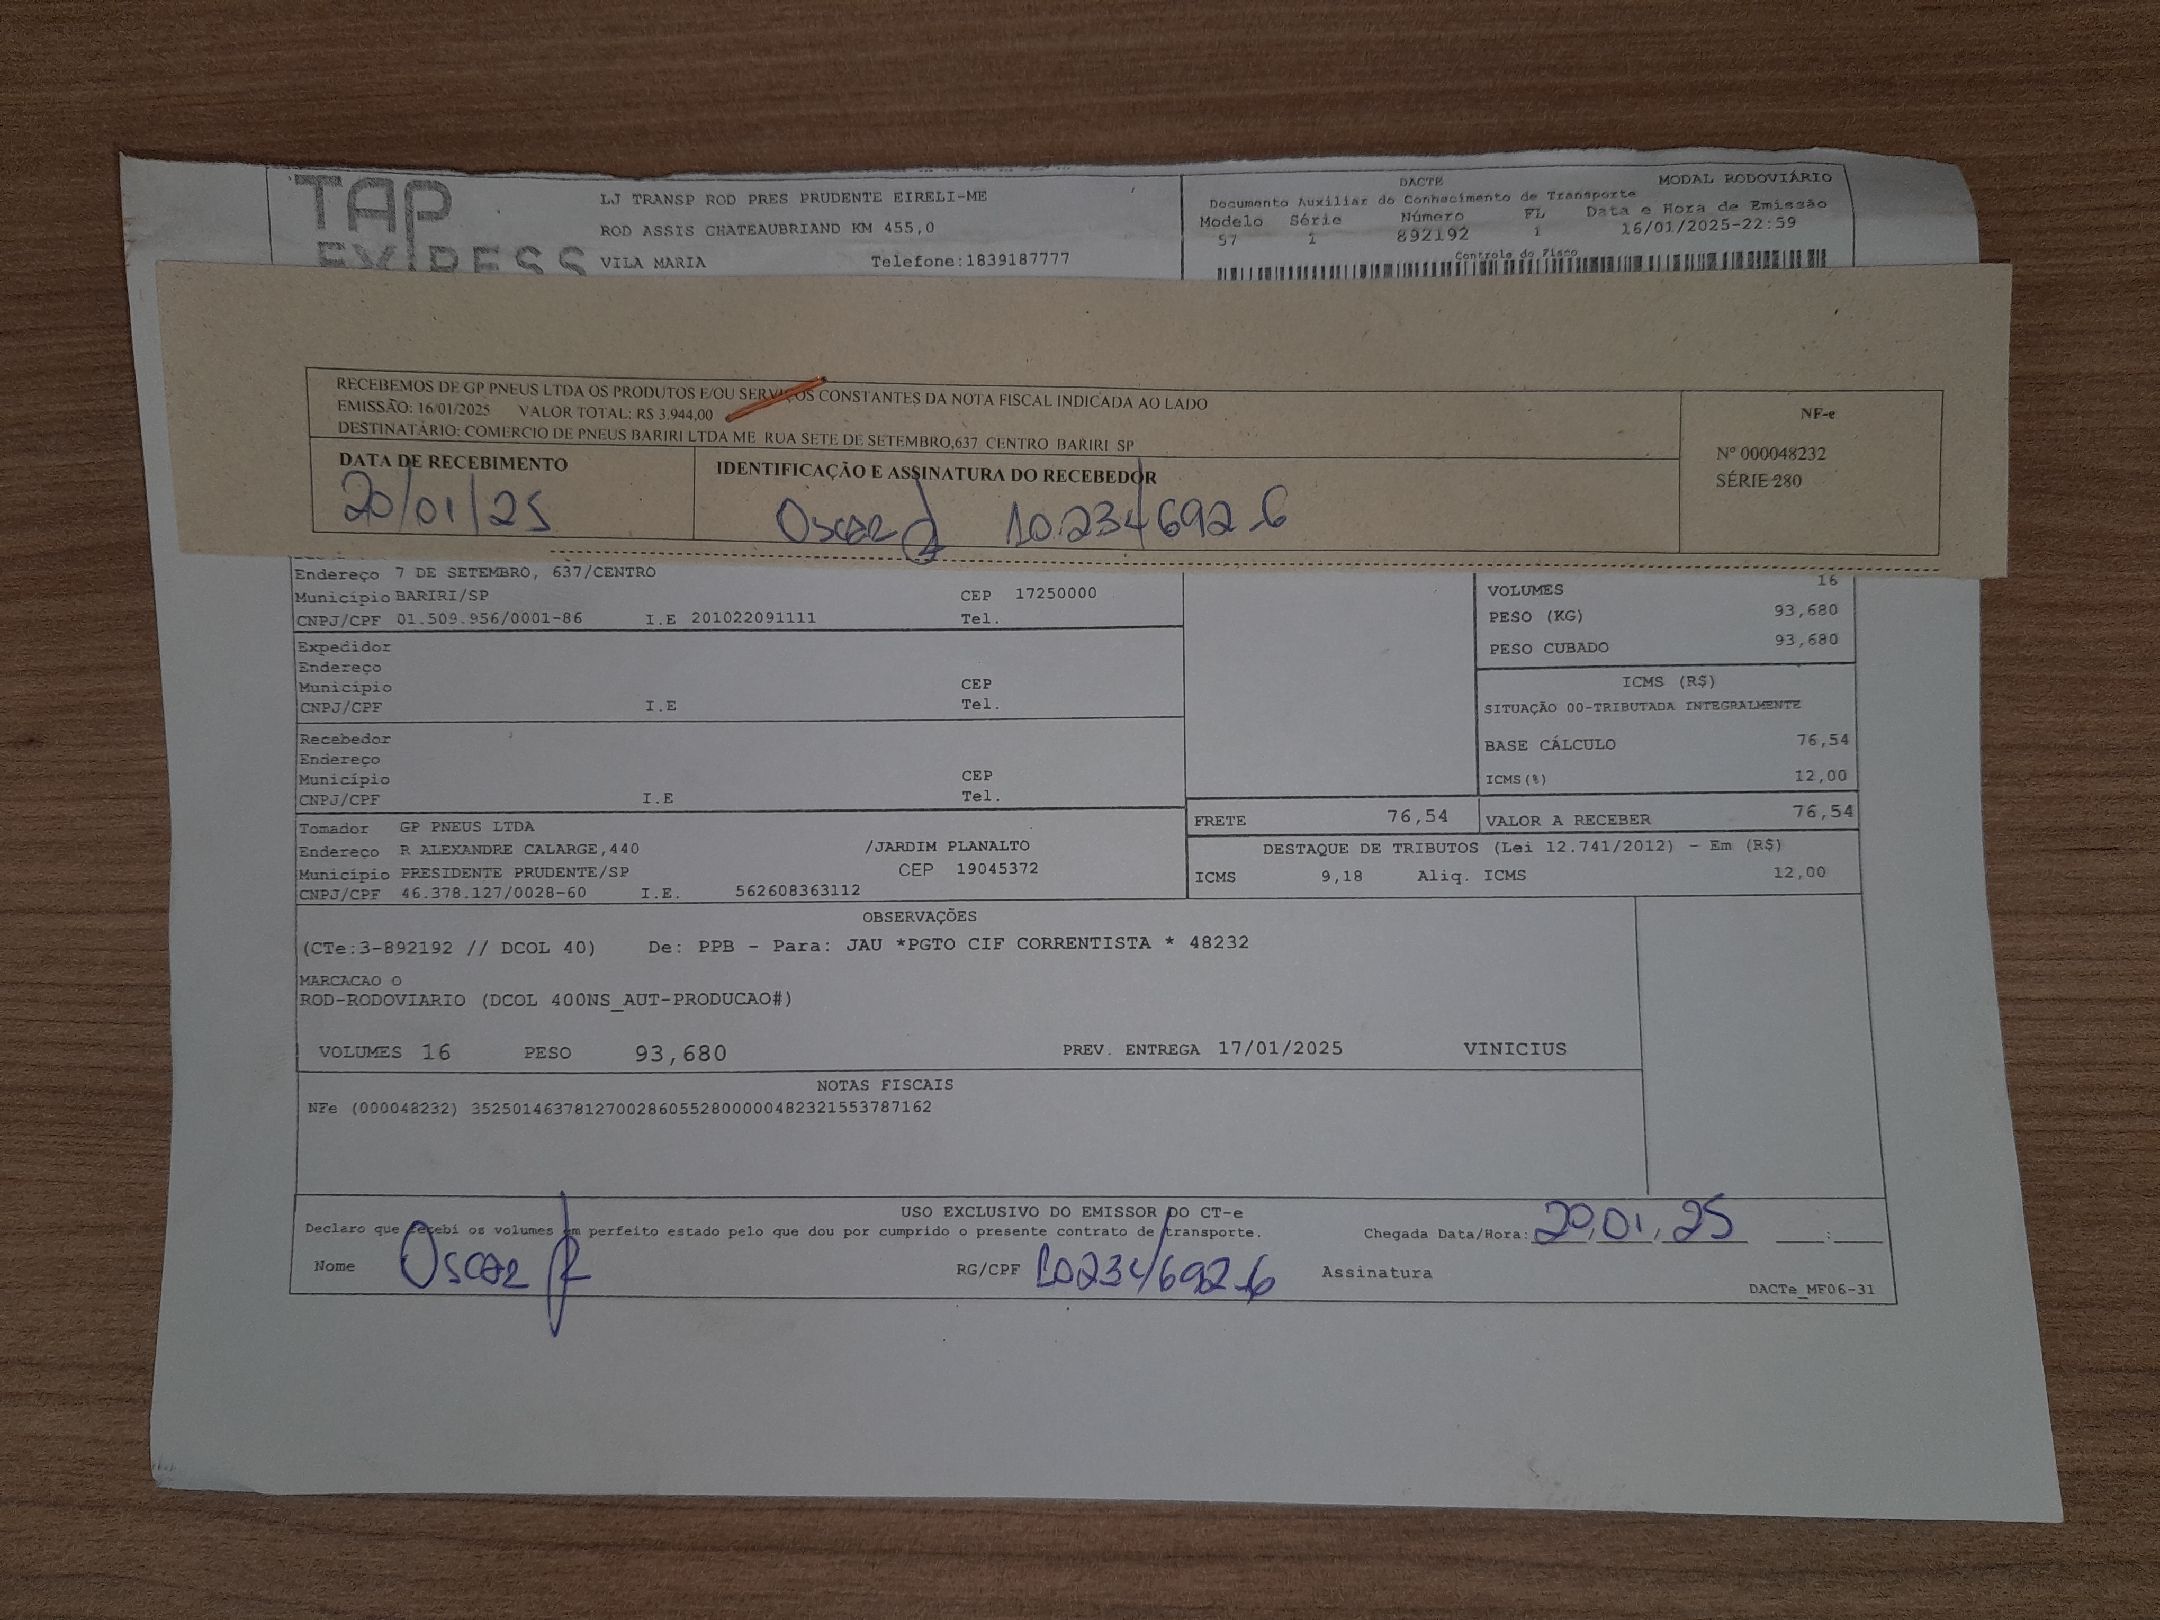 TAP
EXPRESS
LJ TRANSP ROD PRES PRUDENTE EIRELI-ME
ROD ASSIS CHATEAUBRIAND KM 455,0
VILA MARIA Telefone:1839187777
DACTE MODAL RODOVIÁRIO
Documento Auxiliar do Conhecimento de Transporte
Modelo Série Número FL Data e Hora de Emissão
57 1 892192 1 16/01/2025-22:59
Controle do Fisco
RECEBEMOS DE GP PNEUS LTDA OS PRODUTOS E/OU SERVIÇOS CONSTANTES DA NOTA FISCAL INDICADA AO LADO
EMISSÃO: 16/01/2025 VALOR TOTAL: R$ 3.944,00
DESTINATÁRIO: COMERCIO DE PNEUS BARIRI LTDA ME RUA SETE DE SETEMBRO,637 CENTRO BARIRI SP
NF-e
Nº 000048232
SÉRIE 280
DATA DE RECEBIMENTO
20/01/25
IDENTIFICAÇÃO E ASSINATURA DO RECEBEDOR
Oscar 10.234692-6
Endereço 7 DE SETEMBRO, 637/CENTRO
Município BARIRI/SP CEP 17250000
CNPJ/CPF 01.509.956/0001-86 I.E 201022091111 Tel.
Expedidor
Endereço
Município CEP
CNPJ/CPF I.E Tel.
Recebedor
Endereço
Município CEP
CNPJ/CPF I.E Tel.
Tomador GP PNEUS LTDA
Endereço R ALEXANDRE CALARGE,440 /JARDIM PLANALTO
Município PRESIDENTE PRUDENTE/SP CEP 19045372
CNPJ/CPF 46.378.127/0028-60 I.E. 562608363112
VOLUMES 16
PESO (KG) 93,680
PESO CUBADO 93,680
ICMS (R$)
SITUAÇÃO 00-TRIBUTADA INTEGRALMENTE
BASE CÁLCULO 76,54
ICMS(%) 12,00
FRETE 76,54 VALOR A RECEBER 76,54
DESTAQUE DE TRIBUTOS (Lei 12.741/2012) - Em (R$)
ICMS 9,18 Aliq. ICMS 12,00
OBSERVAÇÕES
(CTe:3-892192 // DCOL 40) De: PPB - Para: JAU *PGTO CIF CORRENTISTA * 48232
MARCACAO O
ROD-RODOVIARIO (DCOL 400NS_AUT-PRODUCAO#)
VOLUMES 16 PESO 93,680 PREV. ENTREGA 17/01/2025 VINICIUS
NOTAS FISCAIS
NFe (000048232) 35250146378127002860552800000482321553787162
USO EXCLUSIVO DO EMISSOR DO CT-e
Declaro que recebi os volumes em perfeito estado pelo que dou por cumprido o presente contrato de transporte. Chegada Data/Hora: 20,01,25 ___:___
Nome Oscar RG/CPF 10234692-6 Assinatura
DACTe_MF06-31